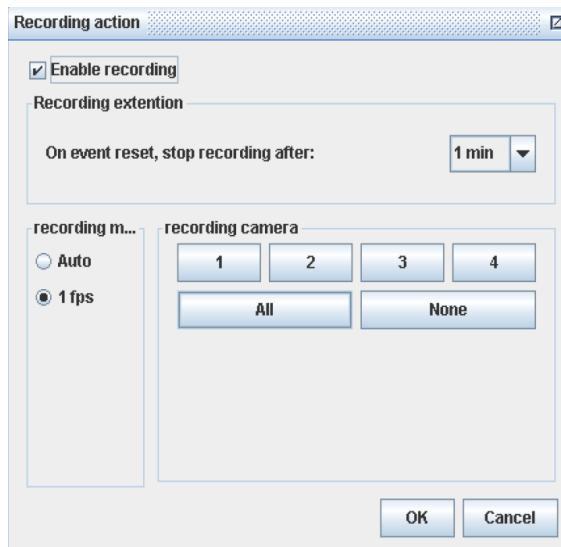 Recording action
Enable recording
Recording extention
On event reset, stop recording after: 1 min
recording m...
Auto
1 fps
recording camera
1 2 3 4
All None
OK Cancel